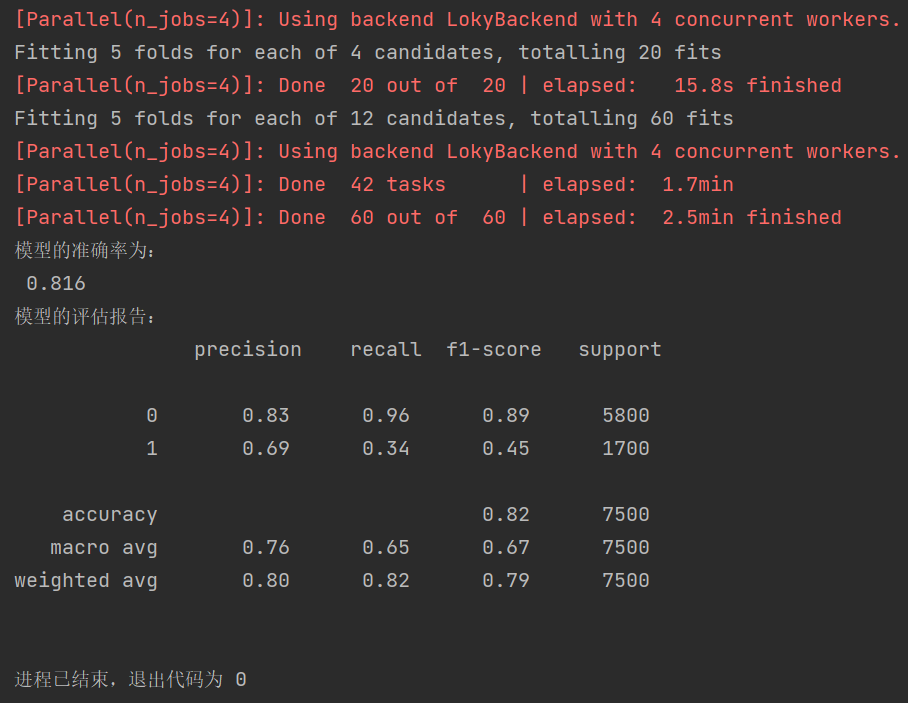 [Parallel(n_jobs=4)]: Using backend LokyBackend with 4 concurrent workers.
Fitting 5 folds for each of 4 candidates, totalling 20 fits
[Parallel(n_jobs=4)]: Done  20 out of  20 | elapsed:   15.8s finished
Fitting 5 folds for each of 12 candidates, totalling 60 fits
[Parallel(n_jobs=4)]: Using backend LokyBackend with 4 concurrent workers.
[Parallel(n_jobs=4)]: Done  42 tasks      | elapsed:  1.7min
[Parallel(n_jobs=4)]: Done  60 out of  60 | elapsed:  2.5min finished
模型的准确率为：
 0.816
模型的评估报告：
               precision    recall  f1-score   support
           0       0.83      0.96      0.89      5800
           1       0.69      0.34      0.45      1700
    accuracy                           0.82      7500
   macro avg       0.76      0.65      0.67      7500
weighted avg       0.80      0.82      0.79      7500
进程已结束，退出代码为 0